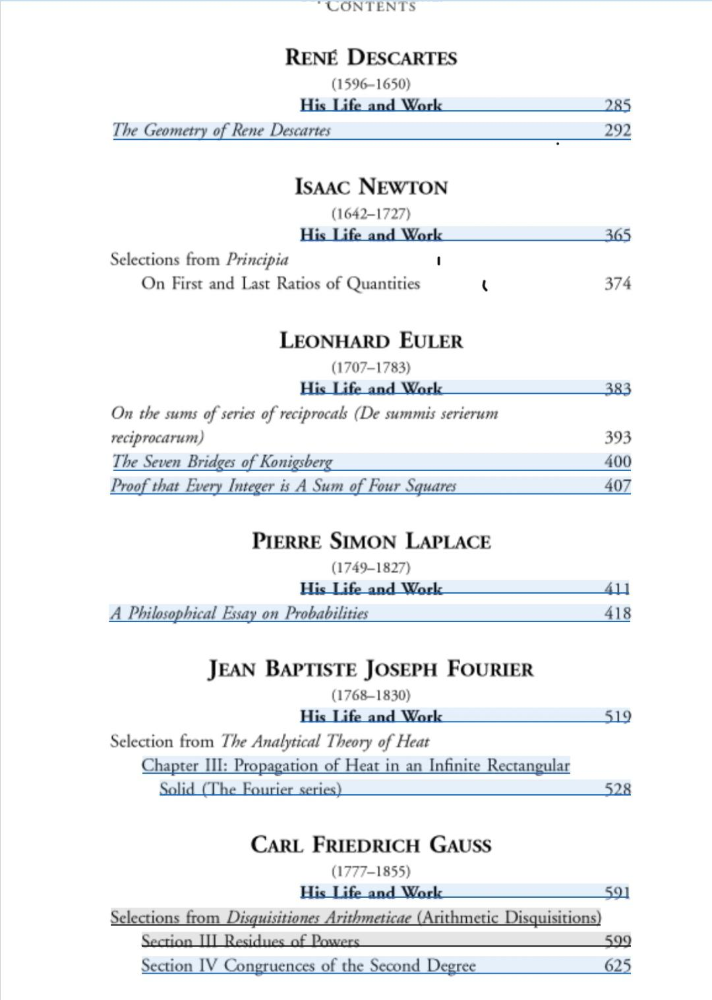 CONTENTS
RENÉ DESCARTES
(1596–1650)
His Life and Work 285
The Geometry of Rene Descartes 292
ISAAC NEWTON
(1642–1727)
His Life and Work 365
Selections from Principia
On First and Last Ratios of Quantities 374
LEONHARD EULER
(1707–1783)
His Life and Work 383
On the sums of series of reciprocals (De summis serierum
reciprocarum) 393
The Seven Bridges of Konigsberg 400
Proof that Every Integer is A Sum of Four Squares 407
PIERRE SIMON LAPLACE
(1749–1827)
His Life and Work 411
A Philosophical Essay on Probabilities 418
JEAN BAPTISTE JOSEPH FOURIER
(1768–1830)
His Life and Work 519
Selection from The Analytical Theory of Heat
Chapter III: Propagation of Heat in an Infinite Rectangular
Solid (The Fourier series) 528
CARL FRIEDRICH GAUSS
(1777–1855)
His Life and Work 591
Selections from Disquisitiones Arithmeticae (Arithmetic Disquisitions)
Section III Residues of Powers 599
Section IV Congruences of the Second Degree 625